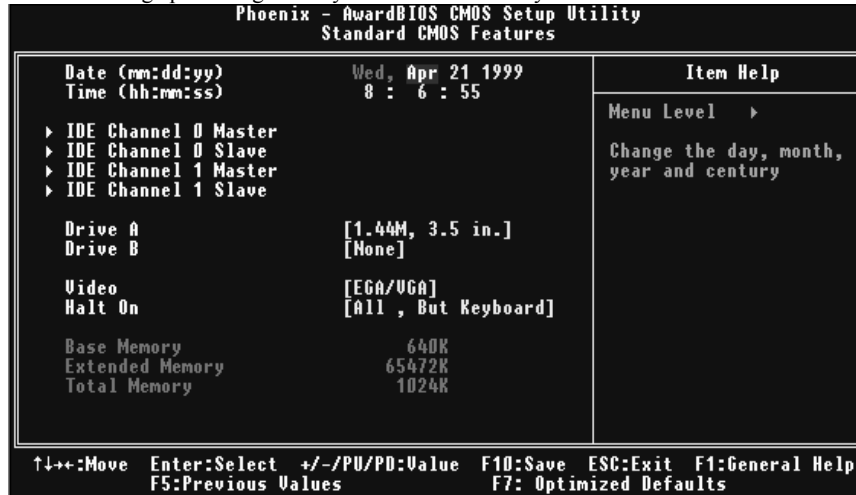 Phoenix - AwardBIOS CMOS Setup Utility
Standard CMOS Features
Date (mm:dd:yy) Wed, Apr 21 1999
Time (hh:mm:ss) 8 : 6 : 55
IDE Channel 0 Master
IDE Channel 0 Slave
IDE Channel 1 Master
IDE Channel 1 Slave
Drive A [1.44M, 3.5 in.]
Drive B [None]
Video [EGA/VGA]
Halt On [All , But Keyboard]
Base Memory 640K
Extended Memory 65472K
Total Memory 1024K
Item Help
Menu Level
Change the day, month,
year and century
↑↓→←:Move Enter:Select +/-/PU/PD:Value F10:Save ESC:Exit F1:General Help
F5:Previous Values F7: Optimized Defaults